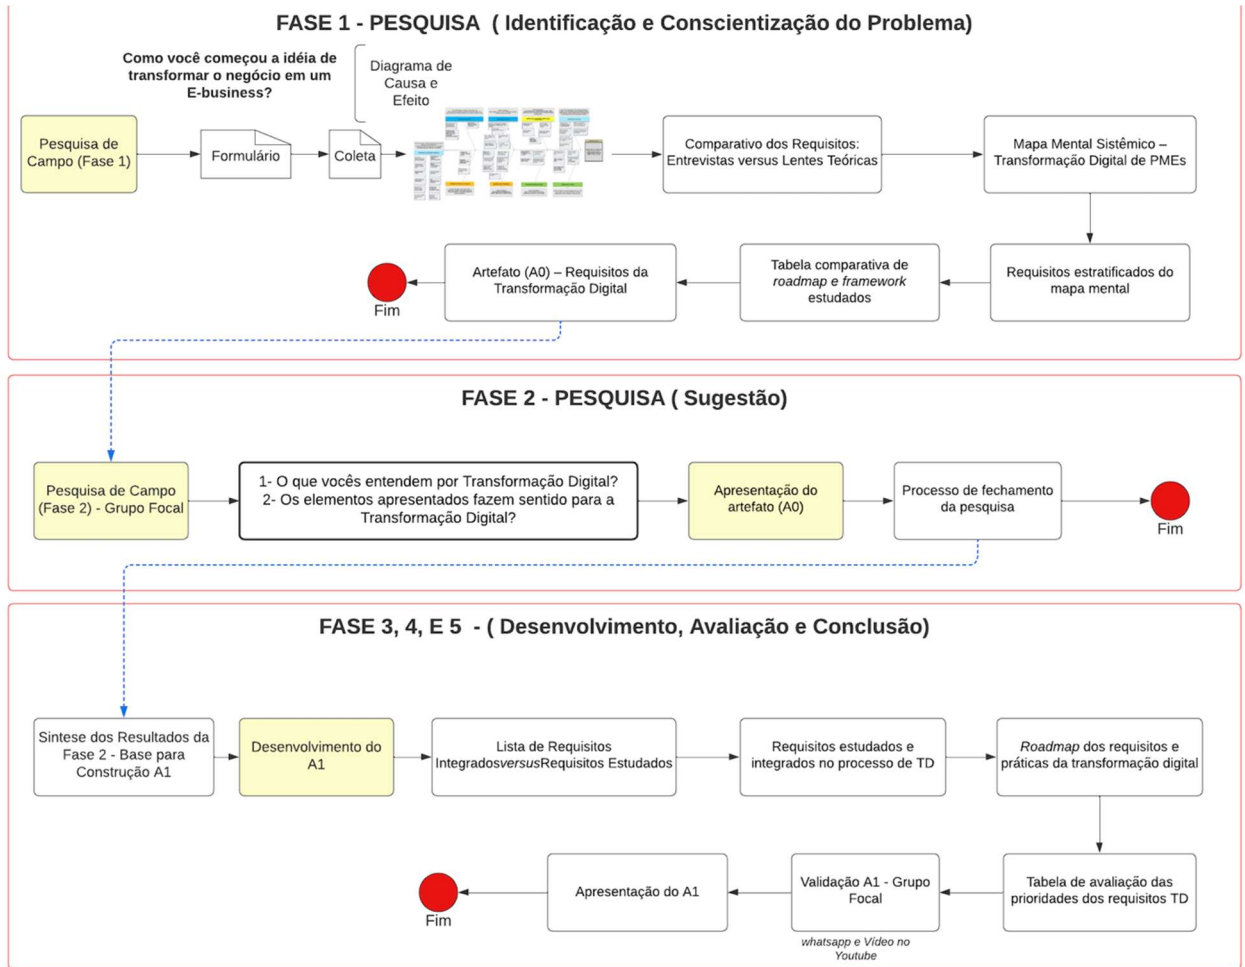 FASE 1 - PESQUISA ( Identificação e Conscientização do Problema)
Como você começou a idéia de
transformar o negócio em um
E-business?
Diagrama de
Causa e
Efeito
Pesquisa de
Campo (Fase 1)
Formulário
Coleta
Comparativo dos Requisitos:
Entrevistas versus Lentes Teóricas
Mapa Mental Sistêmico –
Transformação Digital de PMEs
Requisitos estratificados do
mapa mental
Tabela comparativa de
roadmap e framework
estudados
Artefato (A0) – Requisitos da
Transformação Digital
Fim
FASE 2 - PESQUISA ( Sugestão)
Pesquisa de Campo
(Fase 2) - Grupo Focal
1- O que vocês entendem por Transformação Digital?
2- Os elementos apresentados fazem sentido para a
Transformação Digital?
Apresentação do
artefato (A0)
Processo de fechamento
da pesquisa
Fim
FASE 3, 4, E 5 - ( Desenvolvimento, Avaliação e Conclusão)
Sintese dos Resultados da
Fase 2 - Base para
Construção A1
Desenvolvimento do
A1
Lista de Requisitos
IntegradosversusRequisitos Estudados
Requisitos estudados e
integrados no processo de TD
Roadmap dos requisitos e
práticas da transformação digital
Tabela de avaliação das
prioridades dos requisitos TD
Validação A1 - Grupo
Focal
whatsapp e Vídeo no
Youtube
Apresentação do A1
Fim